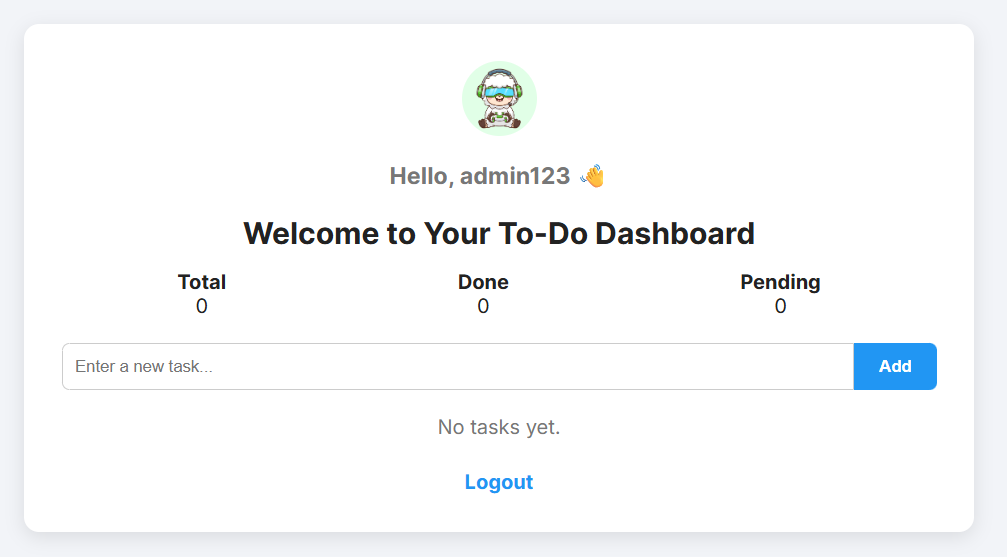 Hello, admin123 👋
Welcome to Your To-Do Dashboard
Total Done Pending
0 0 0
Enter a new task...
Add
No tasks yet.
Logout